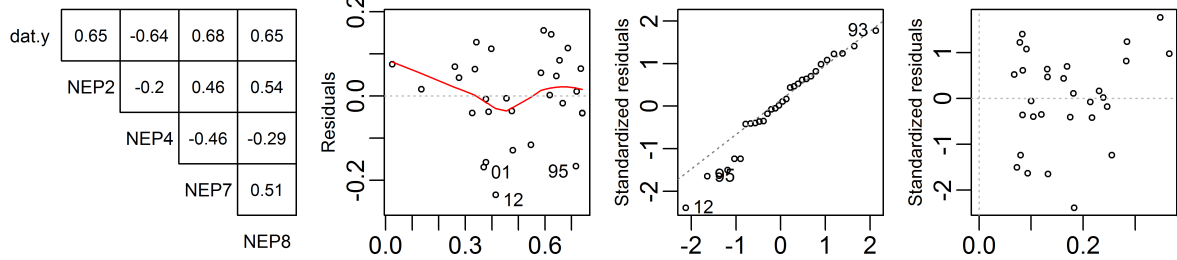 dat.y 0.65 -0.64 0.68 0.65
NEP2 -0.2 0.46 0.54
NEP4 -0.46 -0.29
NEP7 0.51
NEP8
Residuals
0.2
0.0
-0.2
01
12
95
0.0 0.3 0.6
Standardized residuals
2
1
0
-1
-2
93
95
12
-2 -1 0 1 2
Standardized residuals
1
0
-1
-2
0.0 0.2